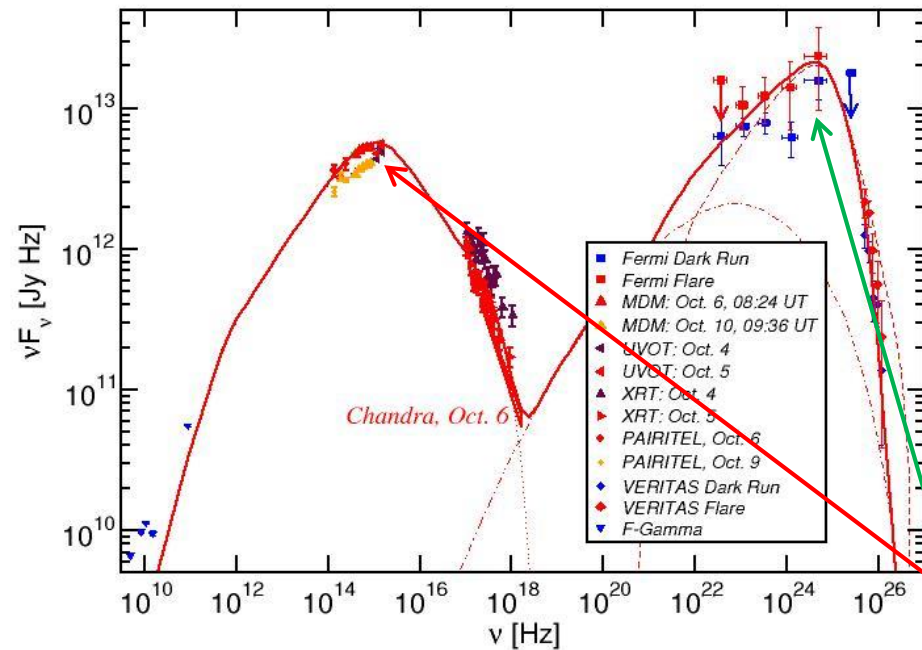 νFν [Jy Hz]
10^13
10^12
10^11
10^10
Chandra, Oct. 6
Fermi Dark Run
Fermi Flare
MDM: Oct. 6, 08:24 UT
MDM: Oct. 10, 09:36 UT
UVOT: Oct. 4
UVOT: Oct. 5
XRT: Oct. 4
XRT: Oct. 5
PAIRITEL, Oct. 6
PAIRITEL, Oct. 9
VERITAS Dark Run
VERITAS Flare
F-Gamma
10^10 10^12 10^14 10^16 10^18 10^20 10^22 10^24 10^26
ν [Hz]